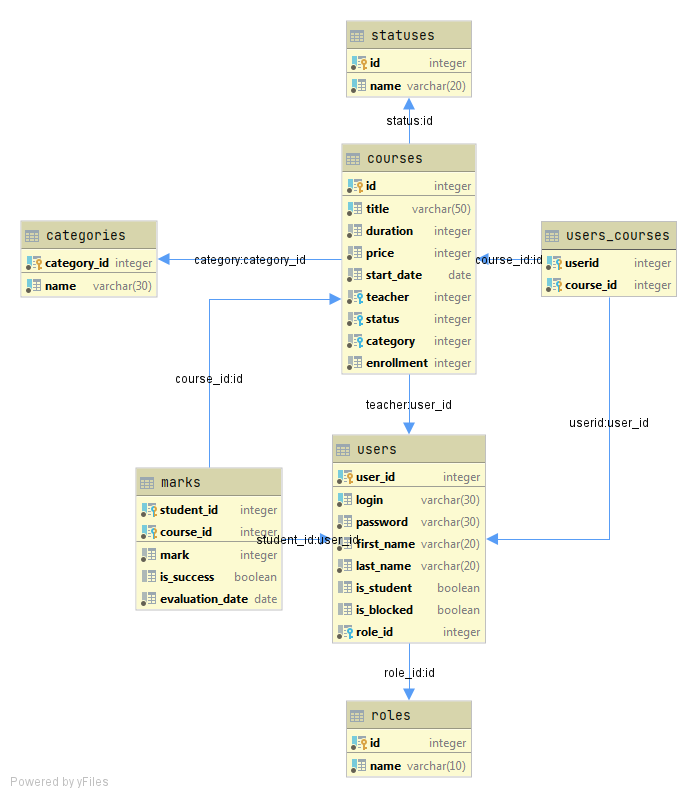 statuses
id integer
name varchar(20)
status:id
courses
id integer
title varchar(50)
duration integer
price integer
start_date date
teacher integer
status integer
category integer
enrollment integer
categories
category_id integer
name varchar(30)
category:category_id
users_courses
userid integer
course_id integer
course_id:id
course_id:id
teacher:user_id
userid:user_id
users
user_id integer
login varchar(30)
password varchar(30)
first_name varchar(20)
last_name varchar(20)
is_student boolean
is_blocked boolean
role_id integer
marks
student_id integer
course_id integer
mark integer
is_success boolean
evaluation_date date
student_id:user_id
role_id:id
roles
id integer
name varchar(10)
Powered by yFiles